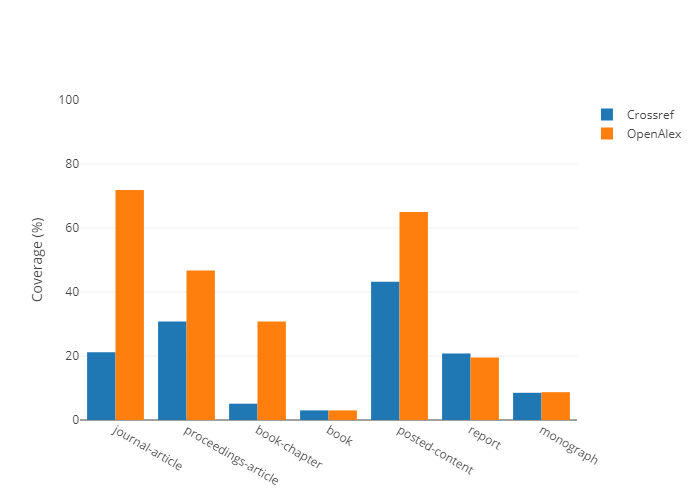 100
80
60
40
20
0
Coverage (%)
journal-article
proceedings-article
book-chapter
book
posted-content
report
monograph
Crossref
OpenAlex